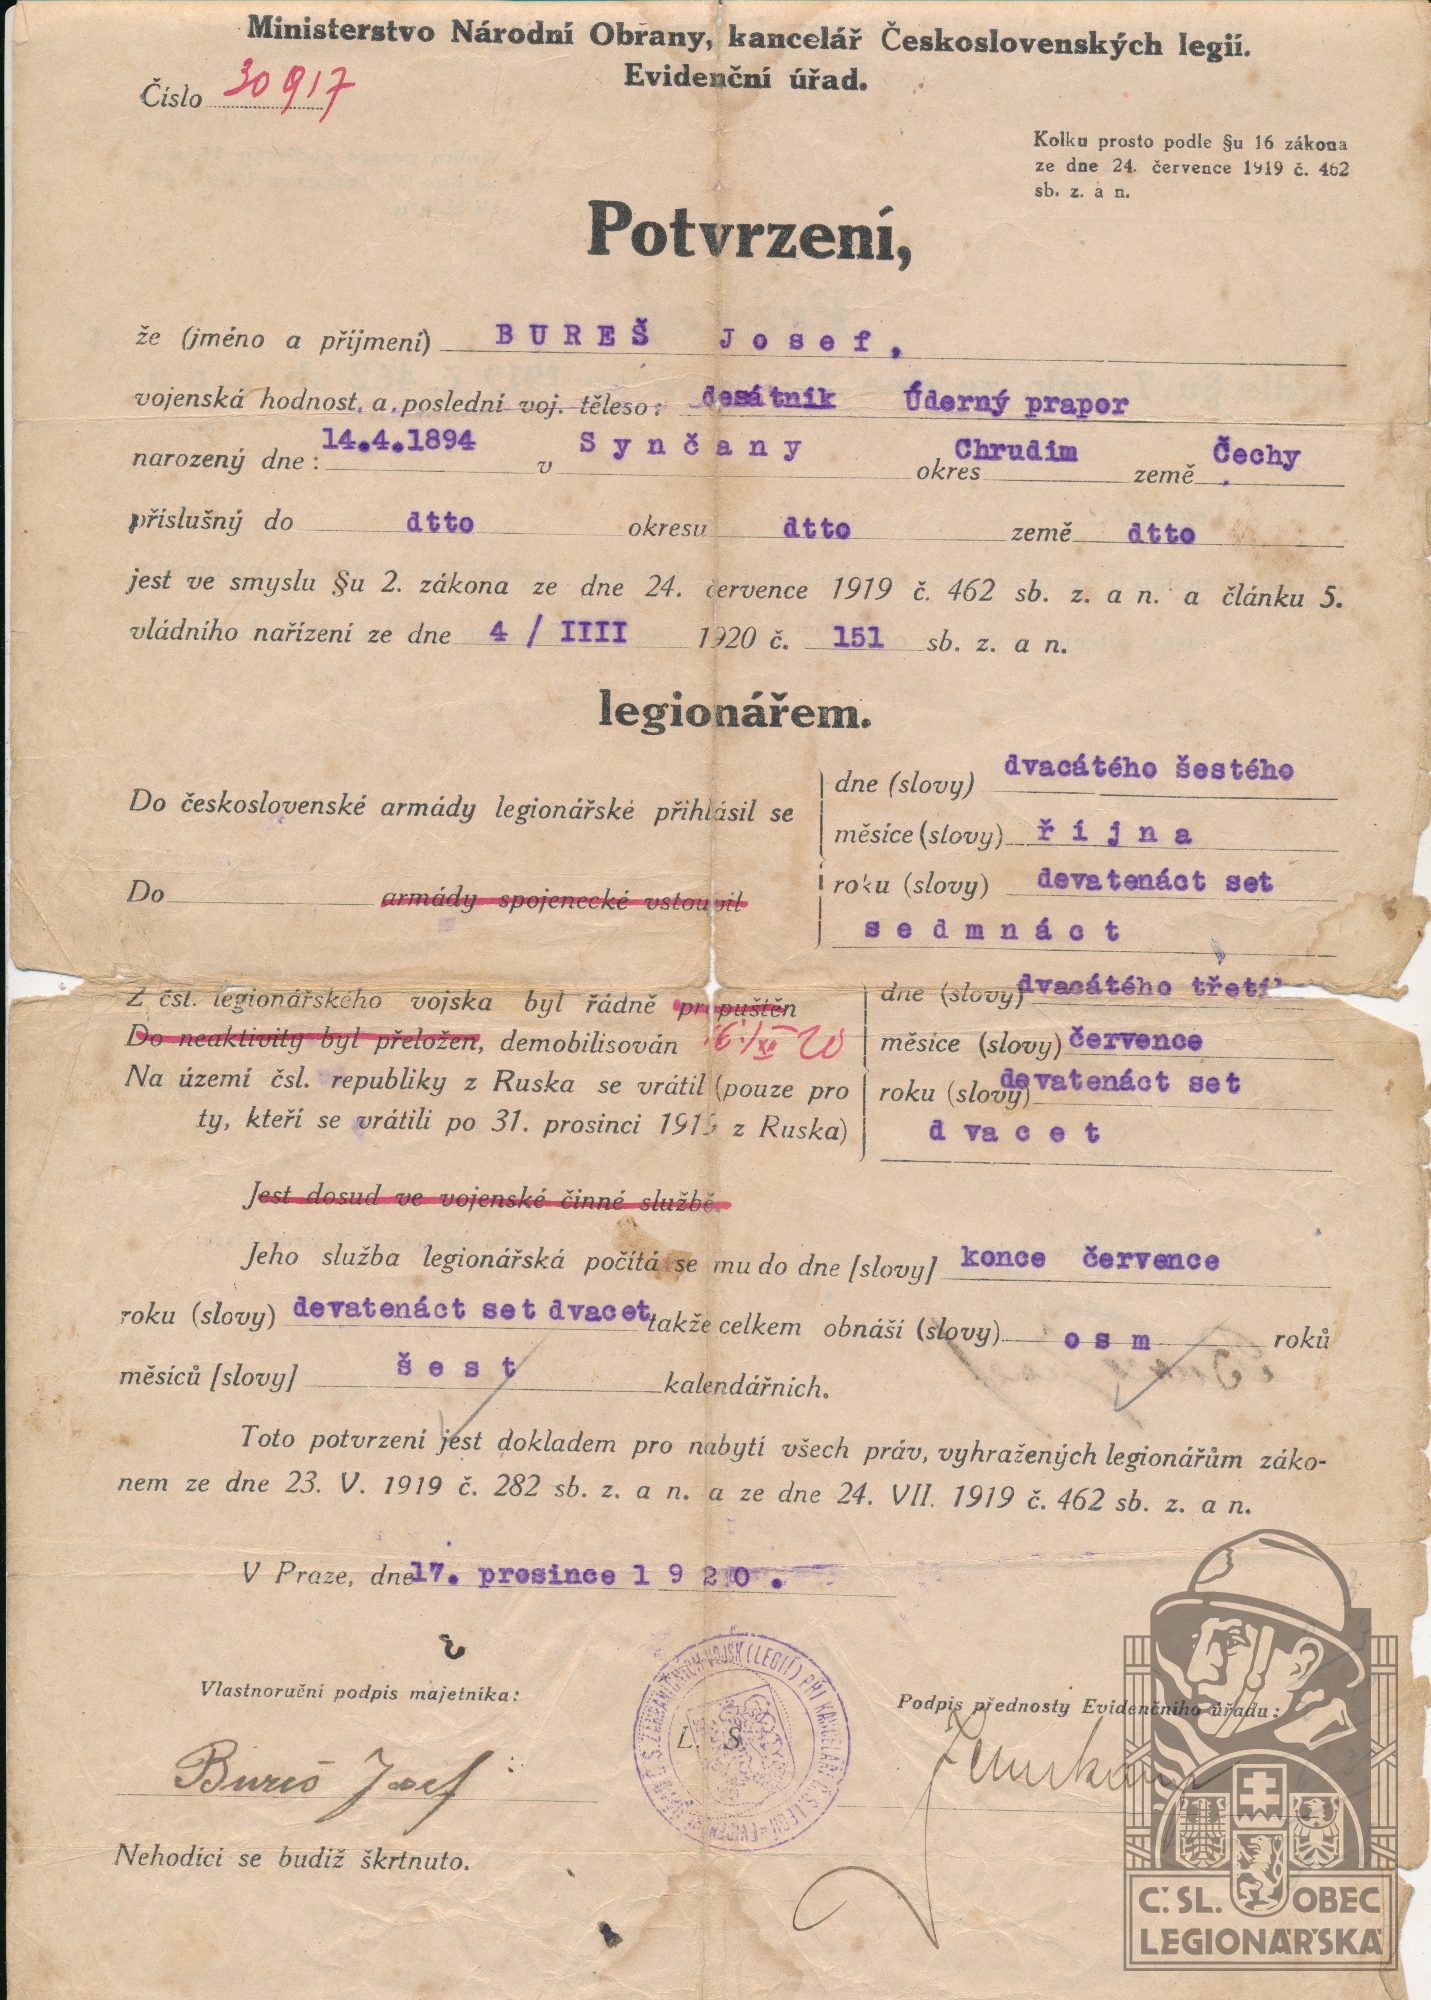 Ministerstvo Národní Obrany, kancelář Československých legií.
Evidenční úřad.
Číslo 30917
Kolku prosto podle §u 16 zákona
ze dne 24. července 1919 č. 462
sb. z. a n.
Potvrzení,
že (jméno a příjmení) BUREŠ Josef,
vojenská hodnost a poslední voj. těleso: desátník Úderný prapor
narozený dne: 14.4.1894 v Synčany okres Chrudim země Čechy
příslušný do dtto okresu dtto země dtto
jest ve smyslu §u 2. zákona ze dne 24. července 1919 č. 462 sb. z. a n. a článku 5.
vládního nařízení ze dne 4 / IIII 1920 č. 151 sb. z. a n.
legionářem.
Do československé armády legionářské přihlásil se
Do armády spojenecké vstoupil
dne (slovy) dvacátého šestého
měsíce (slovy) října
roku (slovy) devatenáct set
sedmnáct
Z čsl. legionářského vojska byl řádně propuštěn
Do neaktivity byl přeložen, demobilisován
Na území čsl. republiky z Ruska se vrátil (pouze pro
ty, kteří se vrátili po 31. prosinci 1919 z Ruska)
dne (slovy) dvacátého
měsíce (slovy) července
roku (slovy) devatenáct set
dvacet
Jest dosud ve vojenské činné službě.
Jeho služba legionářská počítá se mu do dne [slovy] konce července
roku (slovy) devatenáct set dvacet takže celkem obnáší (slovy) osm roků
měsíců [slovy] šest kalendářních.
Toto potvrzení jest dokladem pro nabytí všech práv, vyhražených legionářům záko-
nem ze dne 23. V. 1919 č. 282 sb. z. a n. a ze dne 24. VII. 1919 č. 462 sb. z. a n.
V Praze, dne 17. prosince 1920.
Vlastnoruční podpis majetníka:
L. S.
Podpis přednosty Evidenčního úřadu:
Bureš Josef
Nehodící se budiž škrtnuto.
Č. SL. OBEC
LEGIONÁŘSKÁ